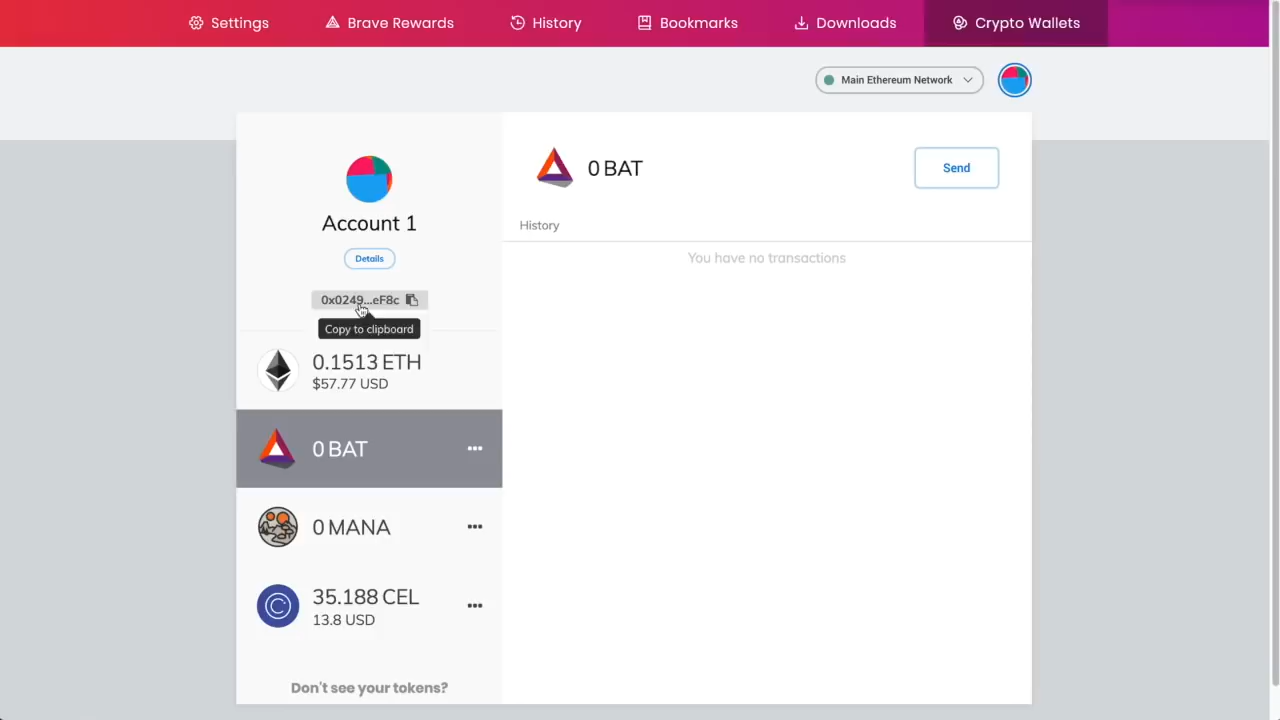 Settings
Brave Rewards
History
Bookmarks
Downloads
Crypto Wallets
Main Ethereum Network
Account 1
Details
0x0249...eF8c
Copy to clipboard
0.1513 ETH
$57.77 USD
0 BAT
0 MANA
35.188 CEL
13.8 USD
Don't see your tokens?
0 BAT
Send
History
You have no transactions